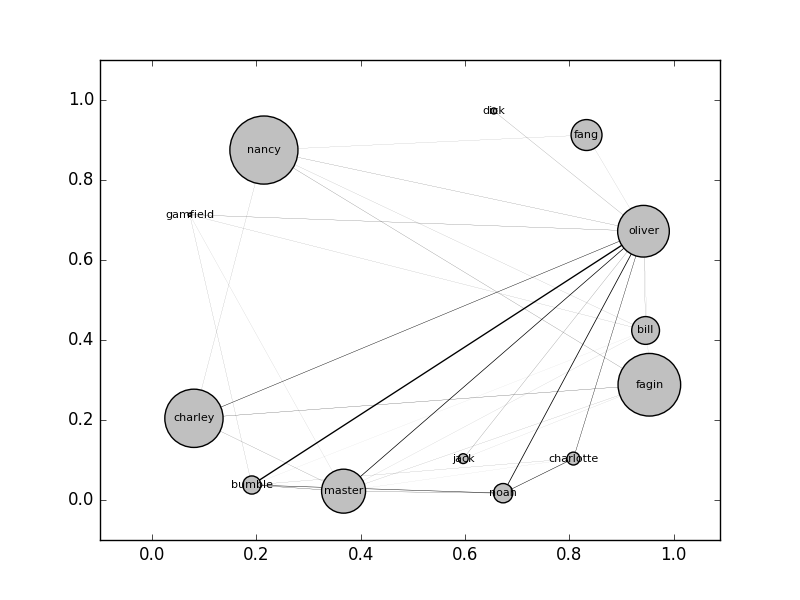 1.0
dick
fang
nancy
0.8
gamfield
oliver
0.6
0.4
bill
fagin
0.2
charley
jack
charlotte
bumble
master
noah
0.0
0.0 0.2 0.4 0.6 0.8 1.0